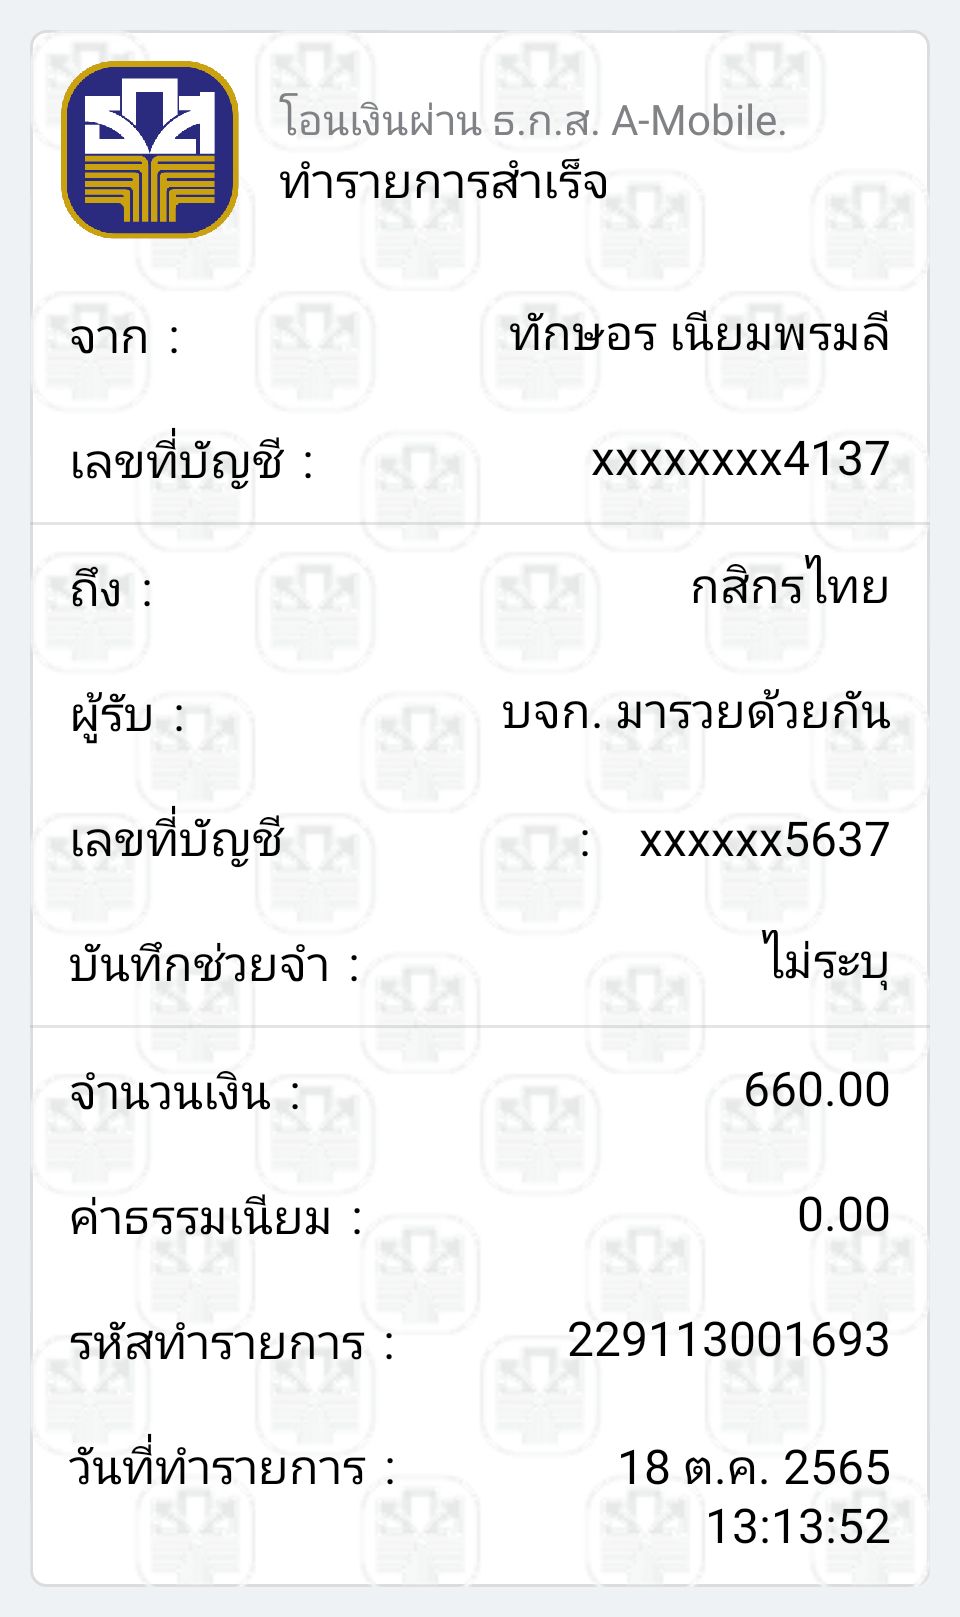 โอนเงินผ่าน ธ.ก.ส. A-Mobile.
ทำรายการสำเร็จ
จาก : ทักษอร เนียมพรมลี
เลขที่บัญชี : xxxxxxxx4137
ถึง : กสิกรไทย
ผู้รับ : บจก. มารวยด้วยกัน
เลขที่บัญชี : xxxxxx5637
บันทึกช่วยจำ : ไม่ระบุ
จำนวนเงิน : 660.00
ค่าธรรมเนียม : 0.00
รหัสทำรายการ : 229113001693
วันที่ทำรายการ : 18 ต.ค. 2565
13:13:52